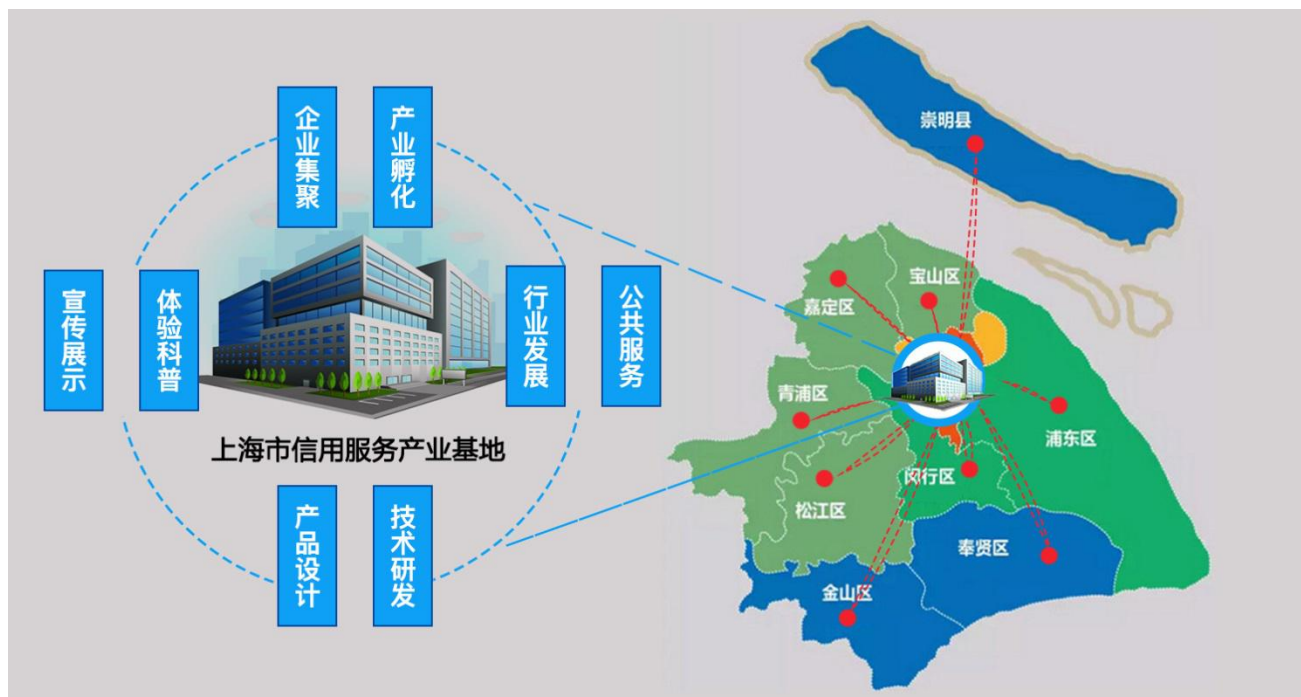 企业集聚
产业孵化
宣传展示
体验科普
行业发展
公共服务
上海市信用服务产业基地
产品设计
技术研发
崇明县
宝山区
嘉定区
青浦区
浦东区
闵行区
松江区
奉贤区
金山区